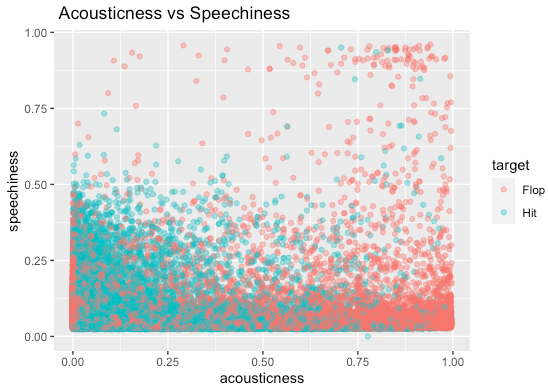 Acousticness vs Speechiness
1.00
0.75
0.50
0.25
0.00
speechiness
0.00 0.25 0.50 0.75 1.00
acousticness
target
Flop
Hit